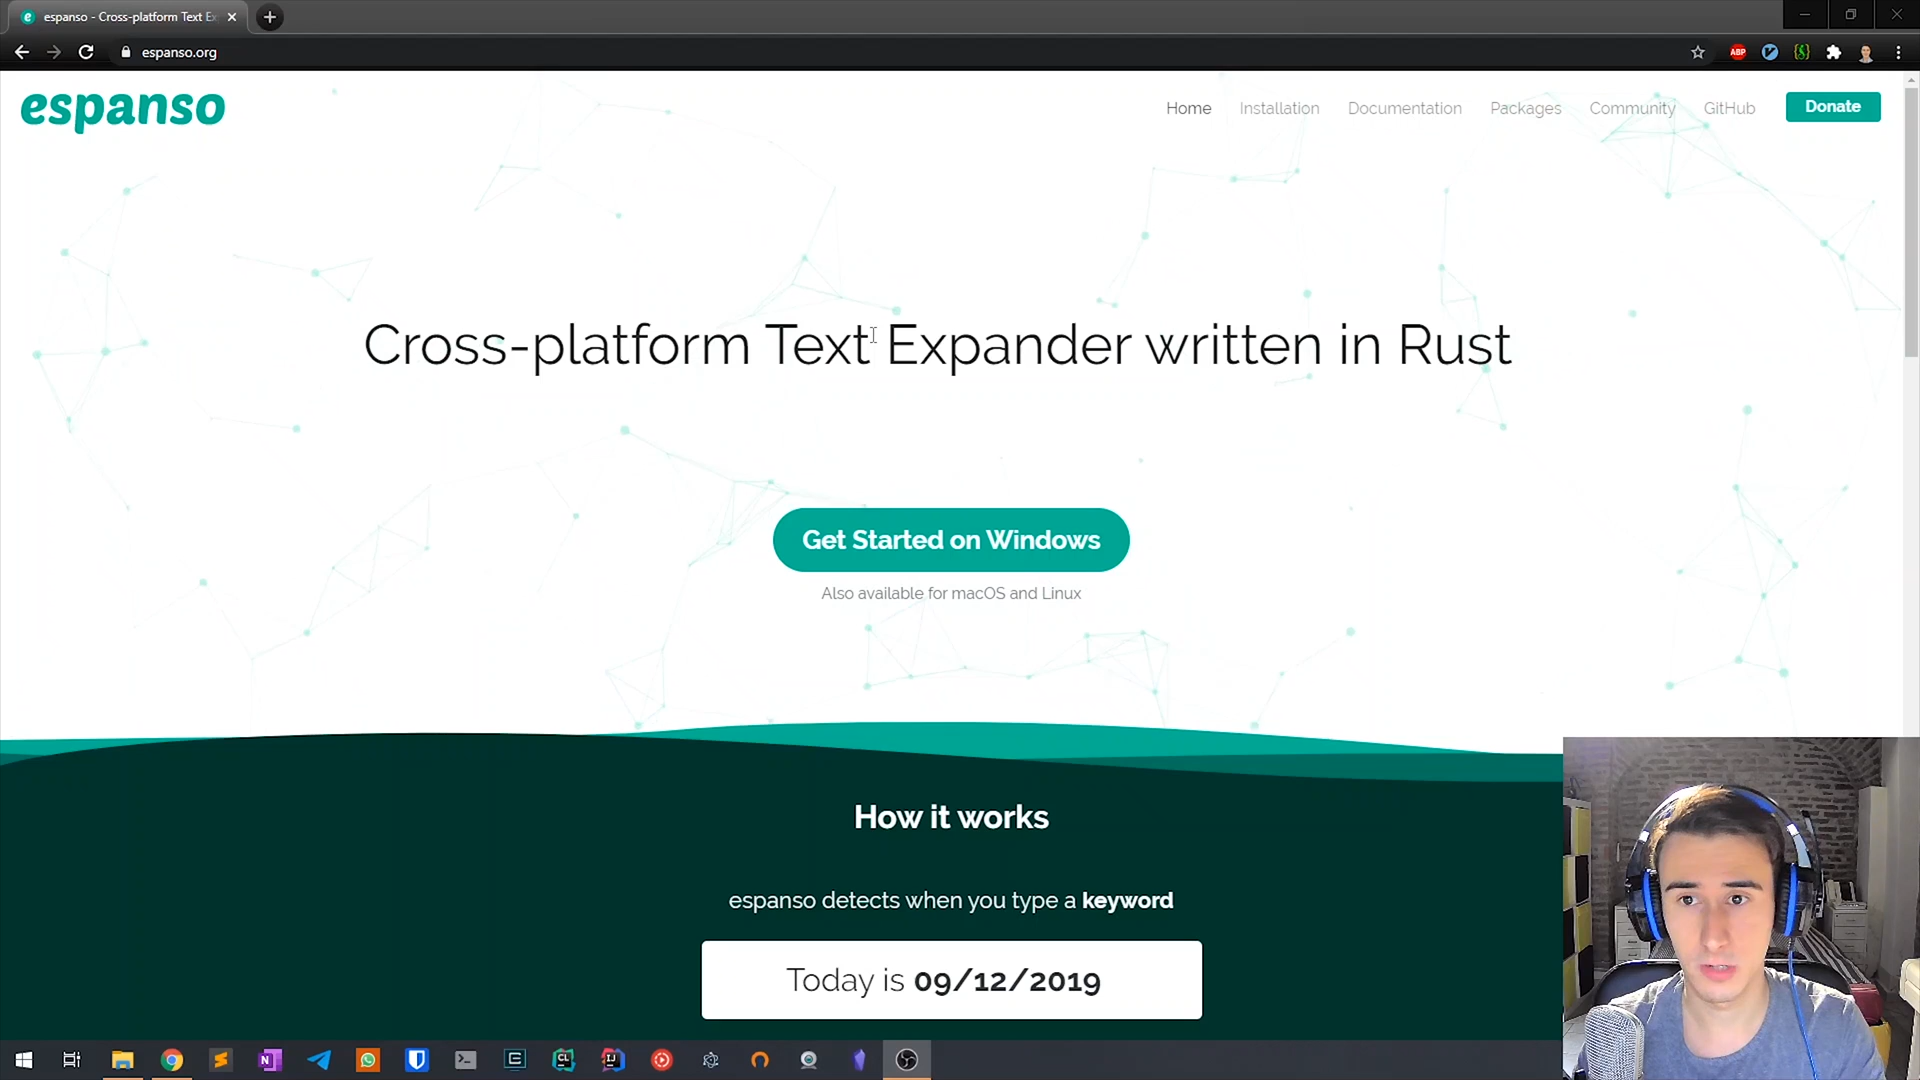 espanso - Cross-platform Text Ex
espanso.org
ABP
espanso
Home
Installation
Documentation
Packages
Community
GitHub
Donate
Cross-platform Text Expander written in Rust
Get Started on Windows
Also available for macOS and Linux
How it works
espanso detects when you type a keyword
Today is 09/12/2019